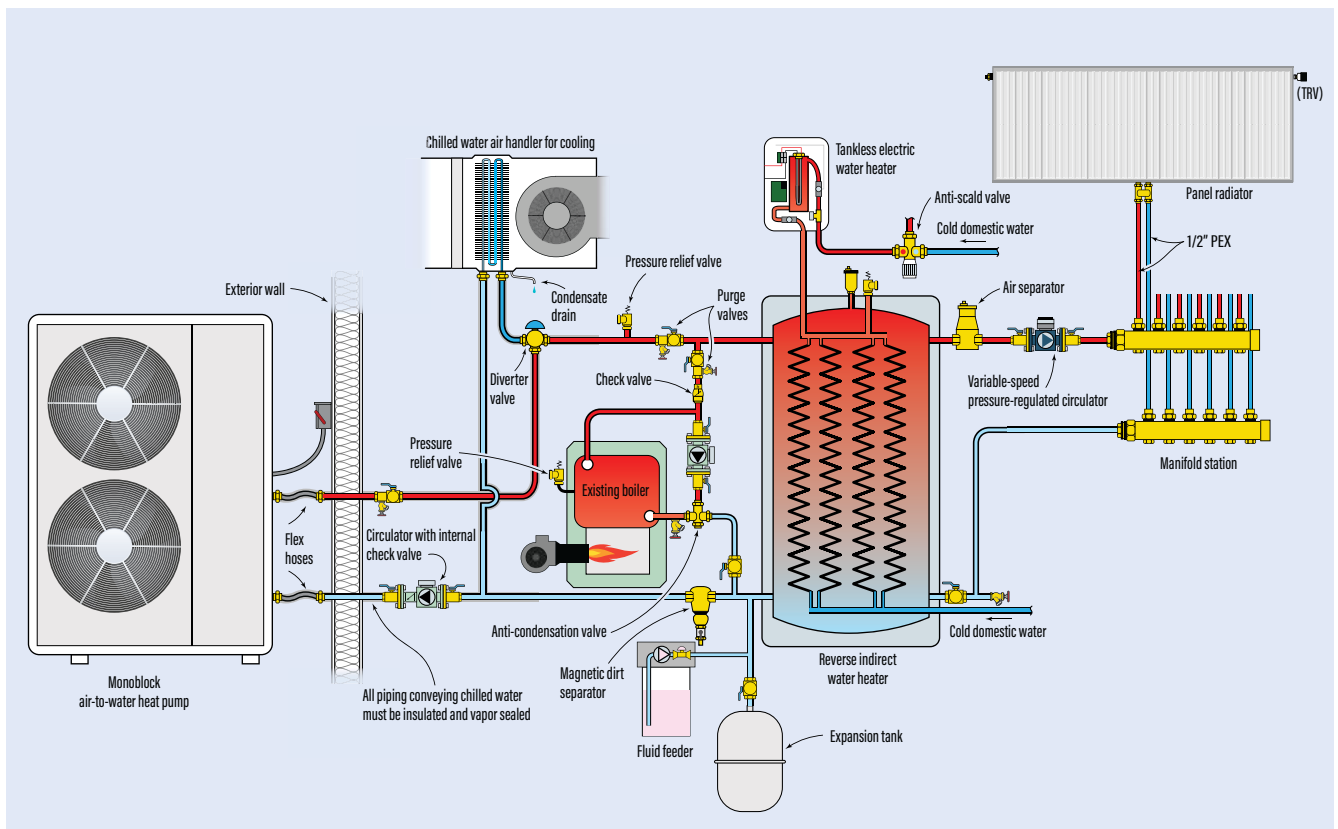 (TRV)
Chilled water air handler for cooling
Tankless electric
water heater
Panel radiator
Anti-scald valve
Cold domestic water
1/2” PEX
Pressure relief valve
Exterior wall
Condensate
drain
Purge
valves
Air separator
Diverter
valve
Check valve
Variable-speed
pressure-regulated circulator
Pressure
relief valve
Manifold station
Existing boiler
Flex
hoses
Circulator with internal
check valve
Anti-condensation valve
Cold domestic water
Magnetic dirt
separator
Reverse indirect
water heater
Monoblock
air-to-water heat pump
All piping conveying chilled water
must be insulated and vapor sealed
Fluid feeder
Expansion tank